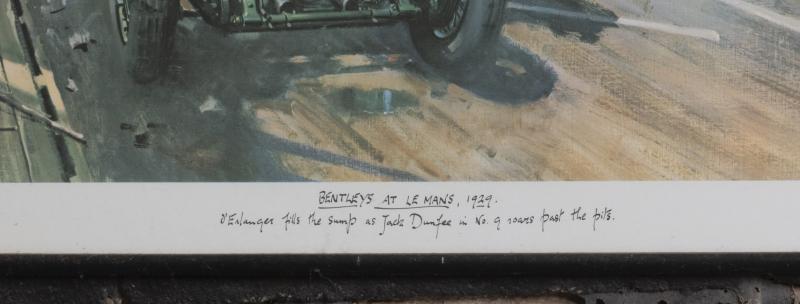 BENTLEYS AT LE MANS, 1929.
d'Erlanger fills the sump as Jack Dunfee in No. 9 roars past the pits.